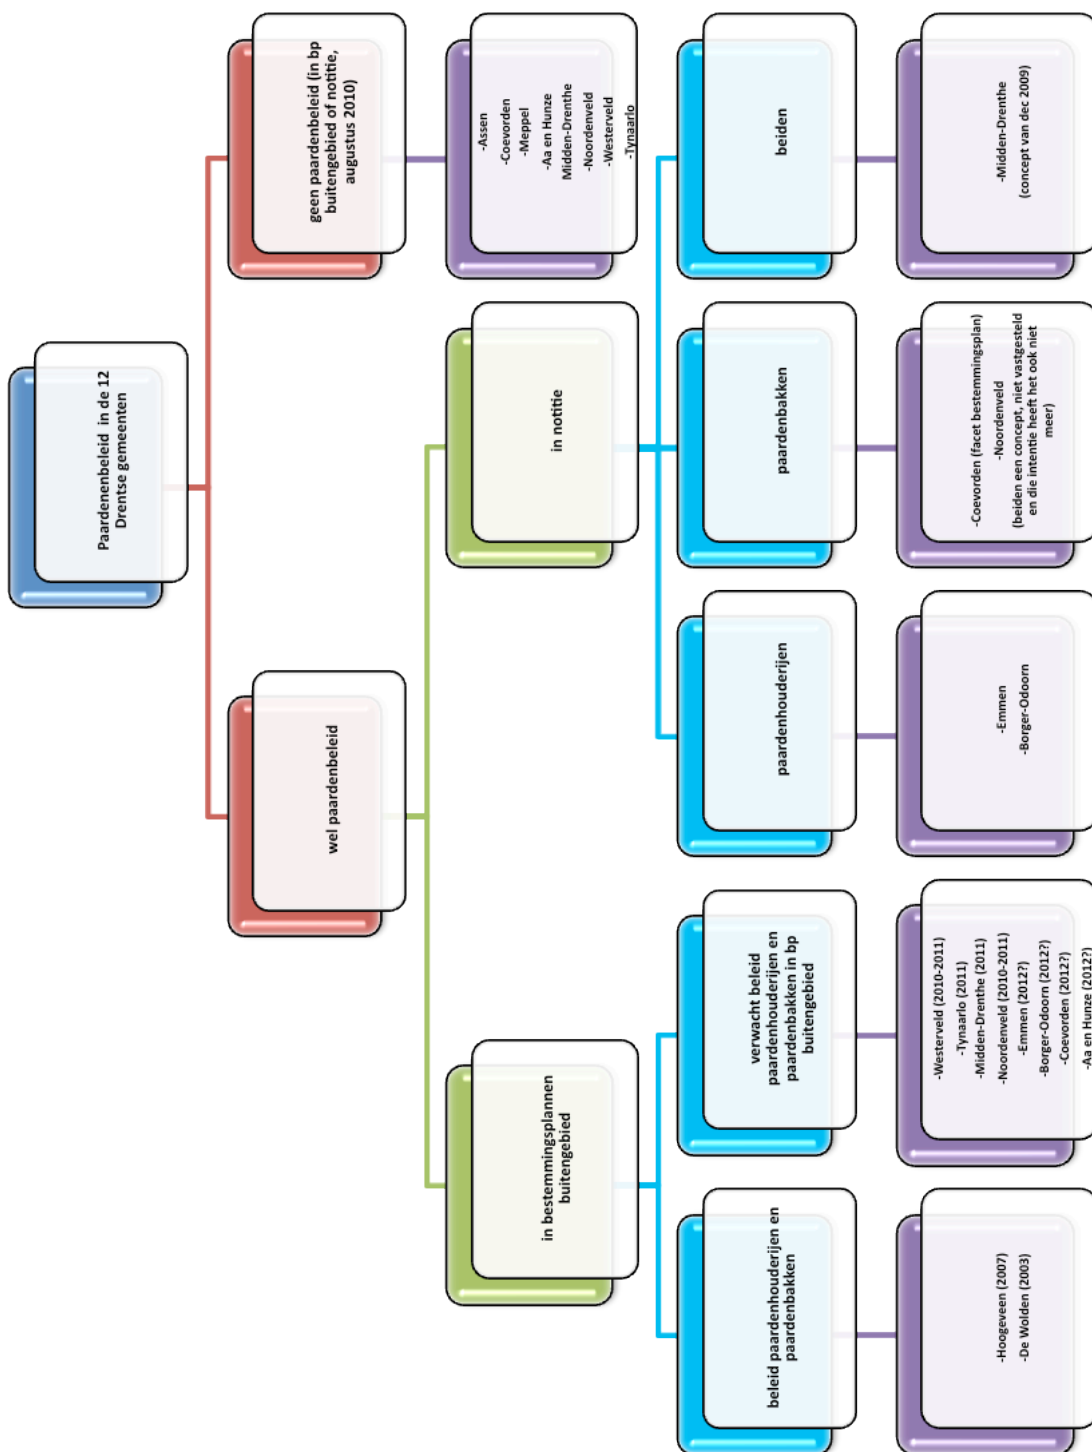 Paardenenbeleid in de 12
Drentse gemeenten
wel paardenbeleid
geen paardenbeleid (in bp
buitengebied of notitie,
augustus 2010)
in bestemmingsplannen
buitengebied
in notitie
-Assen
-Coevorden
-Meppel
-Aa en Hunze
Midden-Drenthe
-Noordenveld
-Westerveld
-Tynaarlo
beleid paardenhouderijen en
paardenbakken
verwacht beleid
paardenhouderijen en
paardenbakken in bp
buitengebied
paardenhouderijen
paardenbakken
beiden
-Hoogeveen (2007)
-De Wolden (2003)
-Westerveld (2010-2011)
-Tynaarlo (2011)
-Midden-Drenthe (2011)
-Noordenveld (2010-2011)
-Emmen (2012?)
-Borger-Odoorn (2012?)
-Coevorden (2012?)
-Aa en Hunze (2012?)
-Emmen
-Borger-Odoorn
-Coevorden (facet bestemmingsplan)
-Noordenveld
(beiden een concept, niet vastgesteld
en die intentie heeft het ook niet
meer)
-Midden-Drenthe
(concept van dec 2009)